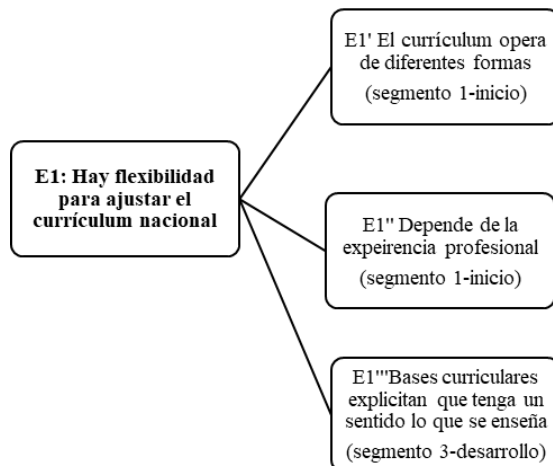 E1' El currículum opera
de diferentes formas
(segmento 1-inicio)
E1: Hay flexibilidad
para ajustar el
currículum nacional
E1" Depende de la
expeirencia profesional
(segmento 1-inicio)
E1'"Bases curriculares
explicitan que tenga un
sentido lo que se enseña
(segmento 3-desarrollo)